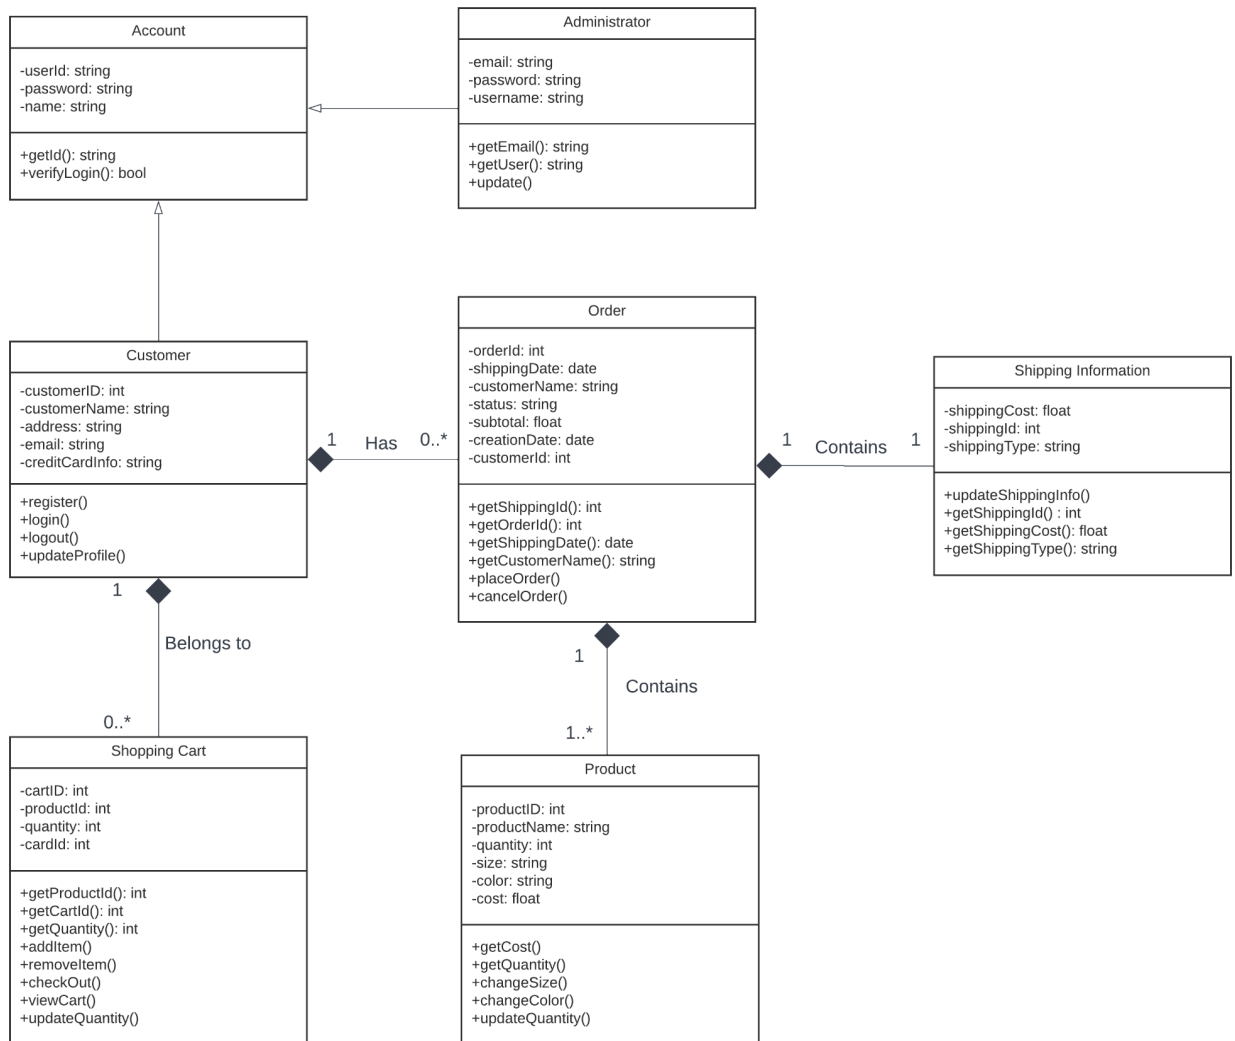 Account
-userId: string
-password: string
-name: string
+getId(): string
+verifyLogin(): bool
Administrator
-email: string
-password: string
-username: string
+getEmail(): string
+getUser(): string
+update()
Customer
-customerID: int
-customerName: string
-address: string
-email: string
-creditCardInfo: string
+register()
+login()
+logout()
+updateProfile()
1
Has
0..*
Order
-orderId: int
-shippingDate: date
-customerName: string
-status: string
-subtotal: float
-creationDate: date
-customerId: int
+getShippingId(): int
+getOrderId(): int
+getShippingDate(): date
+getCustomerName(): string
+placeOrder()
+cancelOrder()
1
Contains
1
Shipping Information
-shippingCost: float
-shippingId: int
-shippingType: string
+updateShippingInfo()
+getShippingId() : int
+getShippingCost(): float
+getShippingType(): string
1
Belongs to
0..*
Shopping Cart
-cartID: int
-productId: int
-quantity: int
-cardId: int
+getProductId(): int
+getCartId(): int
+getQuantity(): int
+addItem()
+removeItem()
+checkOut()
+viewCart()
+updateQuantity()
1
Contains
1..*
Product
-productID: int
-productName: string
-quantity: int
-size: string
-color: string
-cost: float
+getCost()
+getQuantity()
+changeSize()
+changeColor()
+updateQuantity()